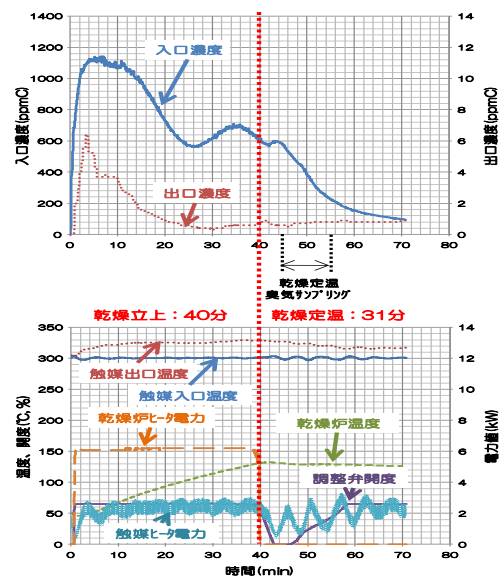 1400
1200
1000
800
600
400
200
0
入口濃度(ppmC)
14
12
10
8
6
4
2
0
出口濃度(ppmC)
入口濃度
出口濃度
0 10 20 30 40 50 60 70 80
乾燥定温
臭気サンプリング
乾燥立上：40分 乾燥定温：31分
350
300
250
200
150
100
50
0
温度、開度(℃,%)
14
12
10
8
6
4
2
0
電力値(kW)
触媒出口温度
触媒入口温度
乾燥炉ﾋｰﾀ電力
乾燥炉温度
調整弁開度
触媒ﾋｰﾀ電力
0 10 20 30 40 50 60 70 80
時間(min)